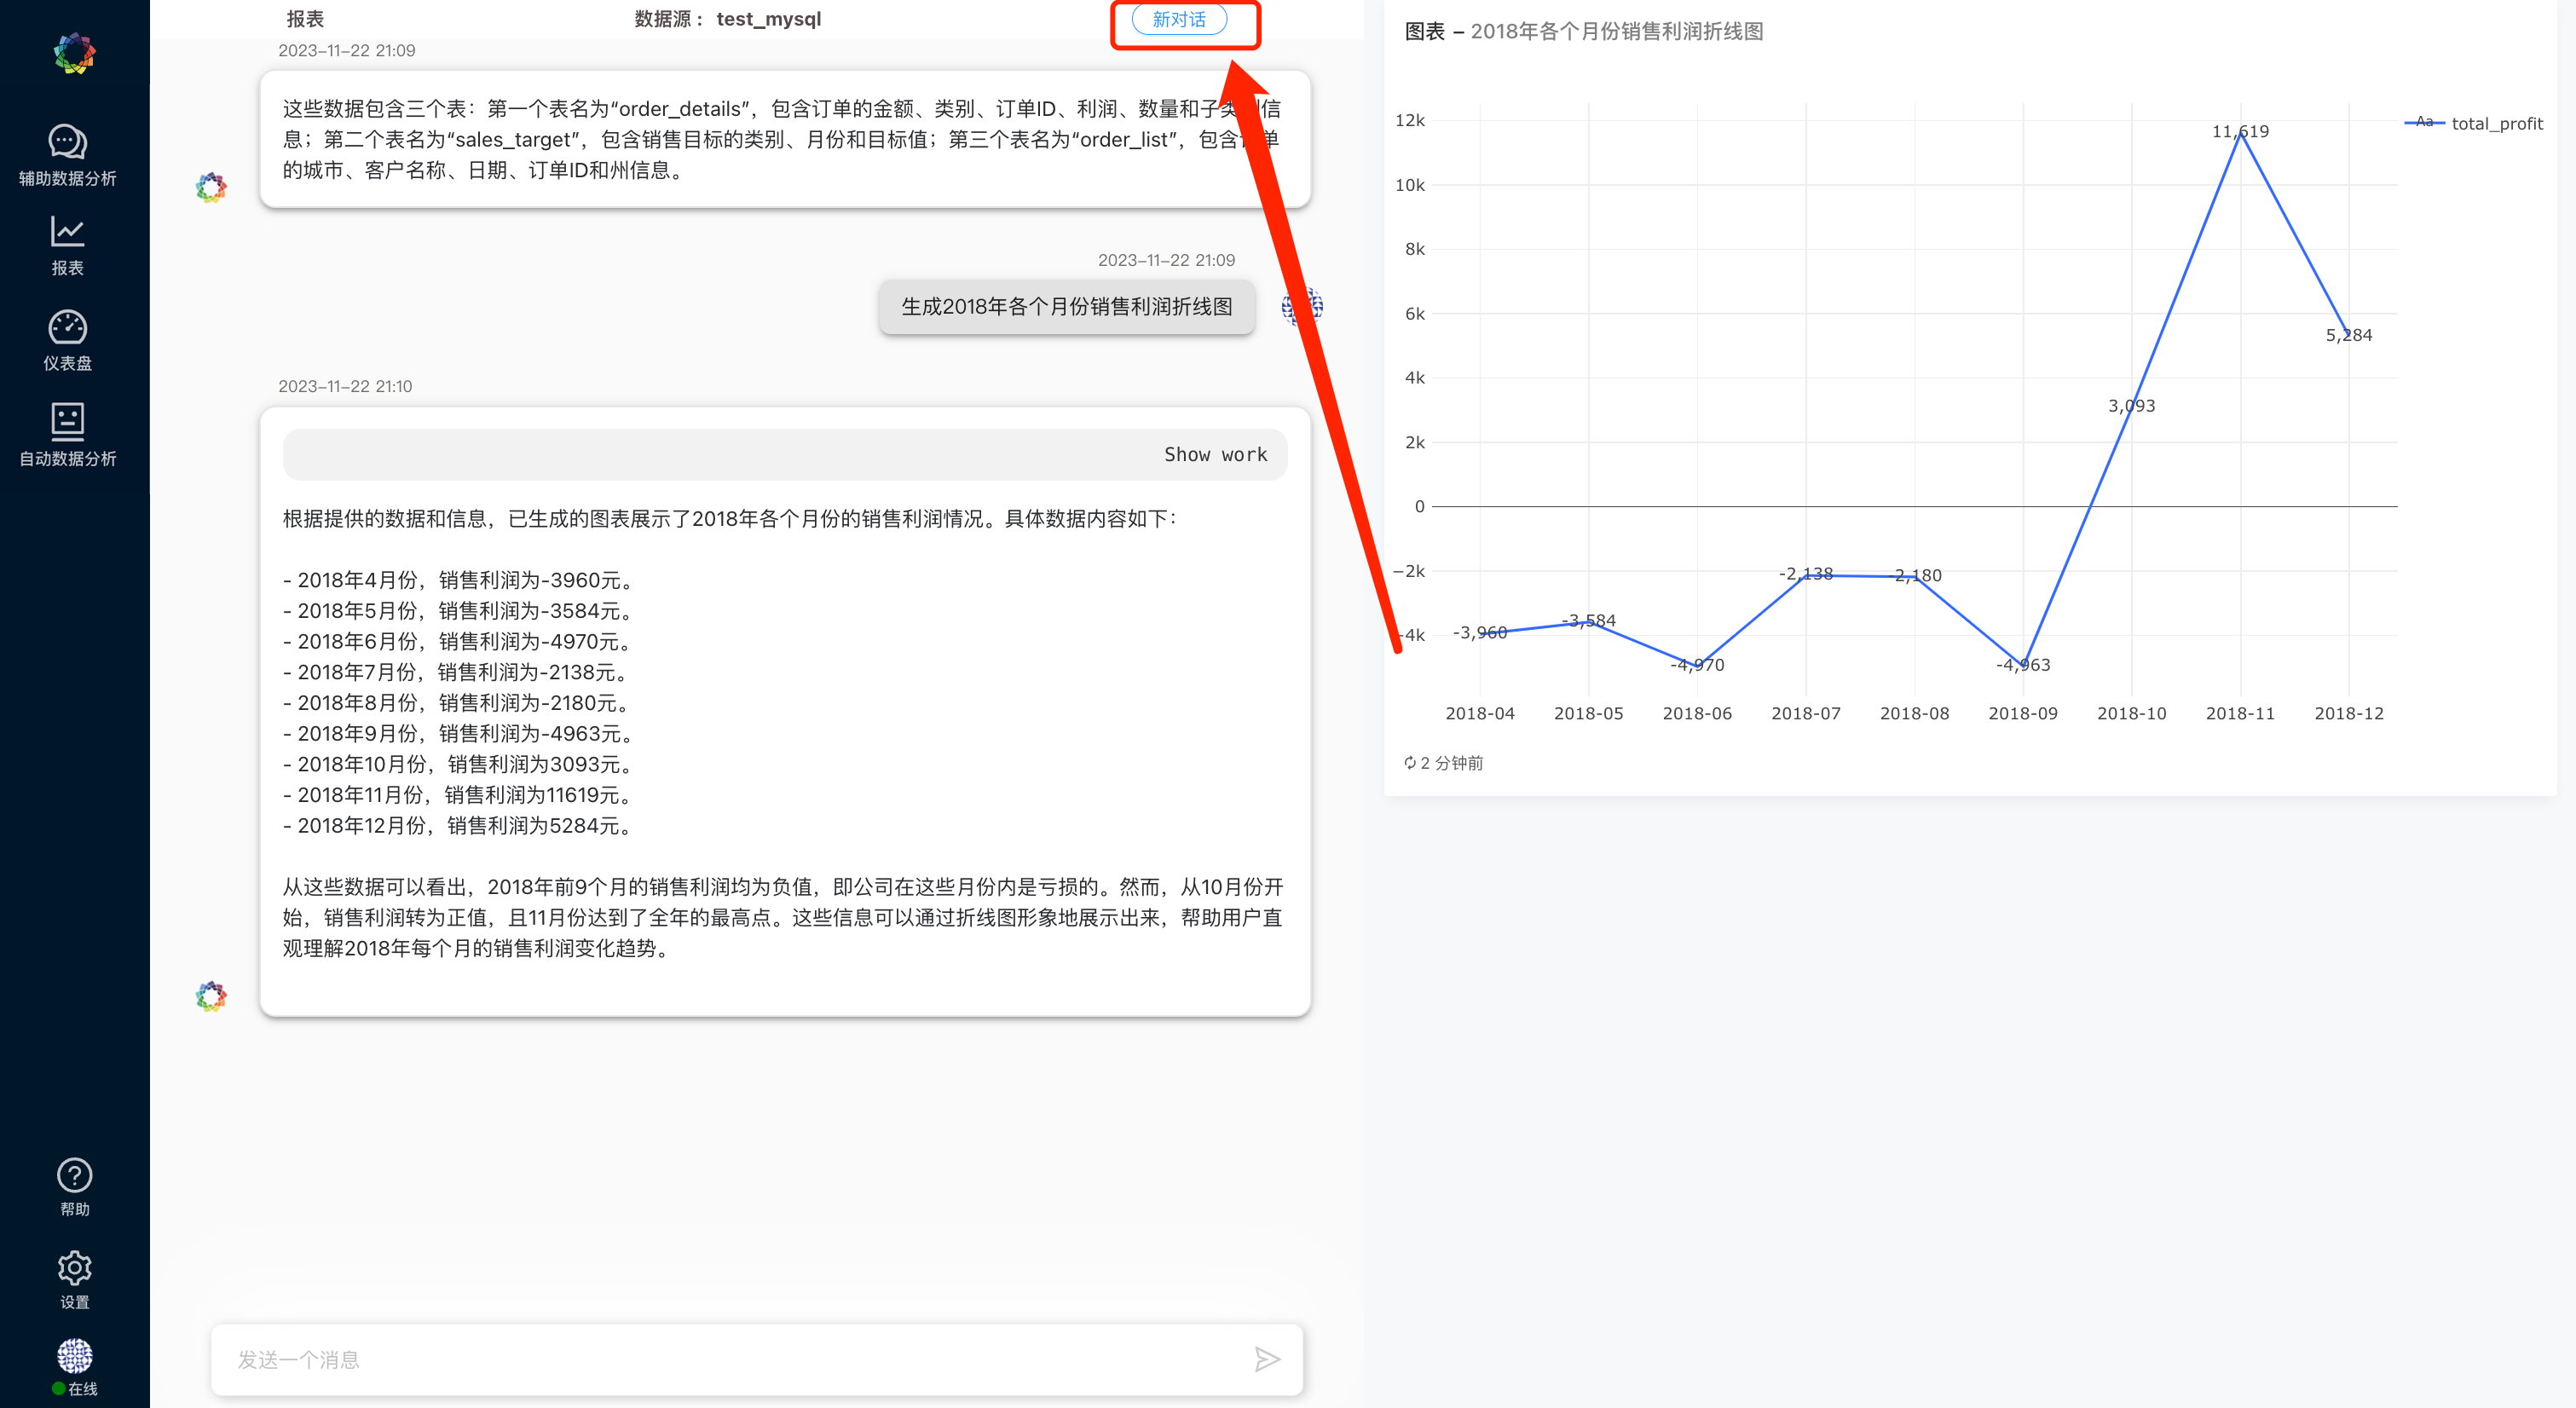 辅助数据分析
报表
仪表盘
自动数据分析
帮助
设置
在线
报表
数据源： test_mysql
新对话
2023-11-22 21:09
这些数据包含三个表：第一个表名为“order_details”，包含订单的金额、类别、订单ID、利润、数量和子类 信
息；第二个表名为“sales_target”，包含销售目标的类别、月份和目标值；第三个表名为“order_list”，包含 单
的城市、客户名称、日期、订单ID和州信息。
2023-11-22 21:09
生成2018年各个月份销售利润折线图
2023-11-22 21:10
Show work
根据提供的数据和信息，已生成的图表展示了2018年各个月份的销售利润情况。具体数据内容如下：
- 2018年4月份，销售利润为-3960元。
- 2018年5月份，销售利润为-3584元。
- 2018年6月份，销售利润为-4970元。
- 2018年7月份，销售利润为-2138元。
- 2018年8月份，销售利润为-2180元。
- 2018年9月份，销售利润为-4963元。
- 2018年10月份，销售利润为3093元。
- 2018年11月份，销售利润为11619元。
- 2018年12月份，销售利润为5284元。
从这些数据可以看出，2018年前9个月的销售利润均为负值，即公司在这些月份内是亏损的。然而，从10月份开
始，销售利润转为正值，且11月份达到了全年的最高点。这些信息可以通过折线图形象地展示出来，帮助用户直
观理解2018年每个月的销售利润变化趋势。
发送一个消息
图表 – 2018年各个月份销售利润折线图
12k
10k
8k
6k
4k
2k
0
−2k
−4k
-3,960
-3,584
-4,970
-2,138
-2,180
-4,963
3,093
11,619
5,284
Aa total_profit
2018-04
2018-05
2018-06
2018-07
2018-08
2018-09
2018-10
2018-11
2018-12
2 分钟前